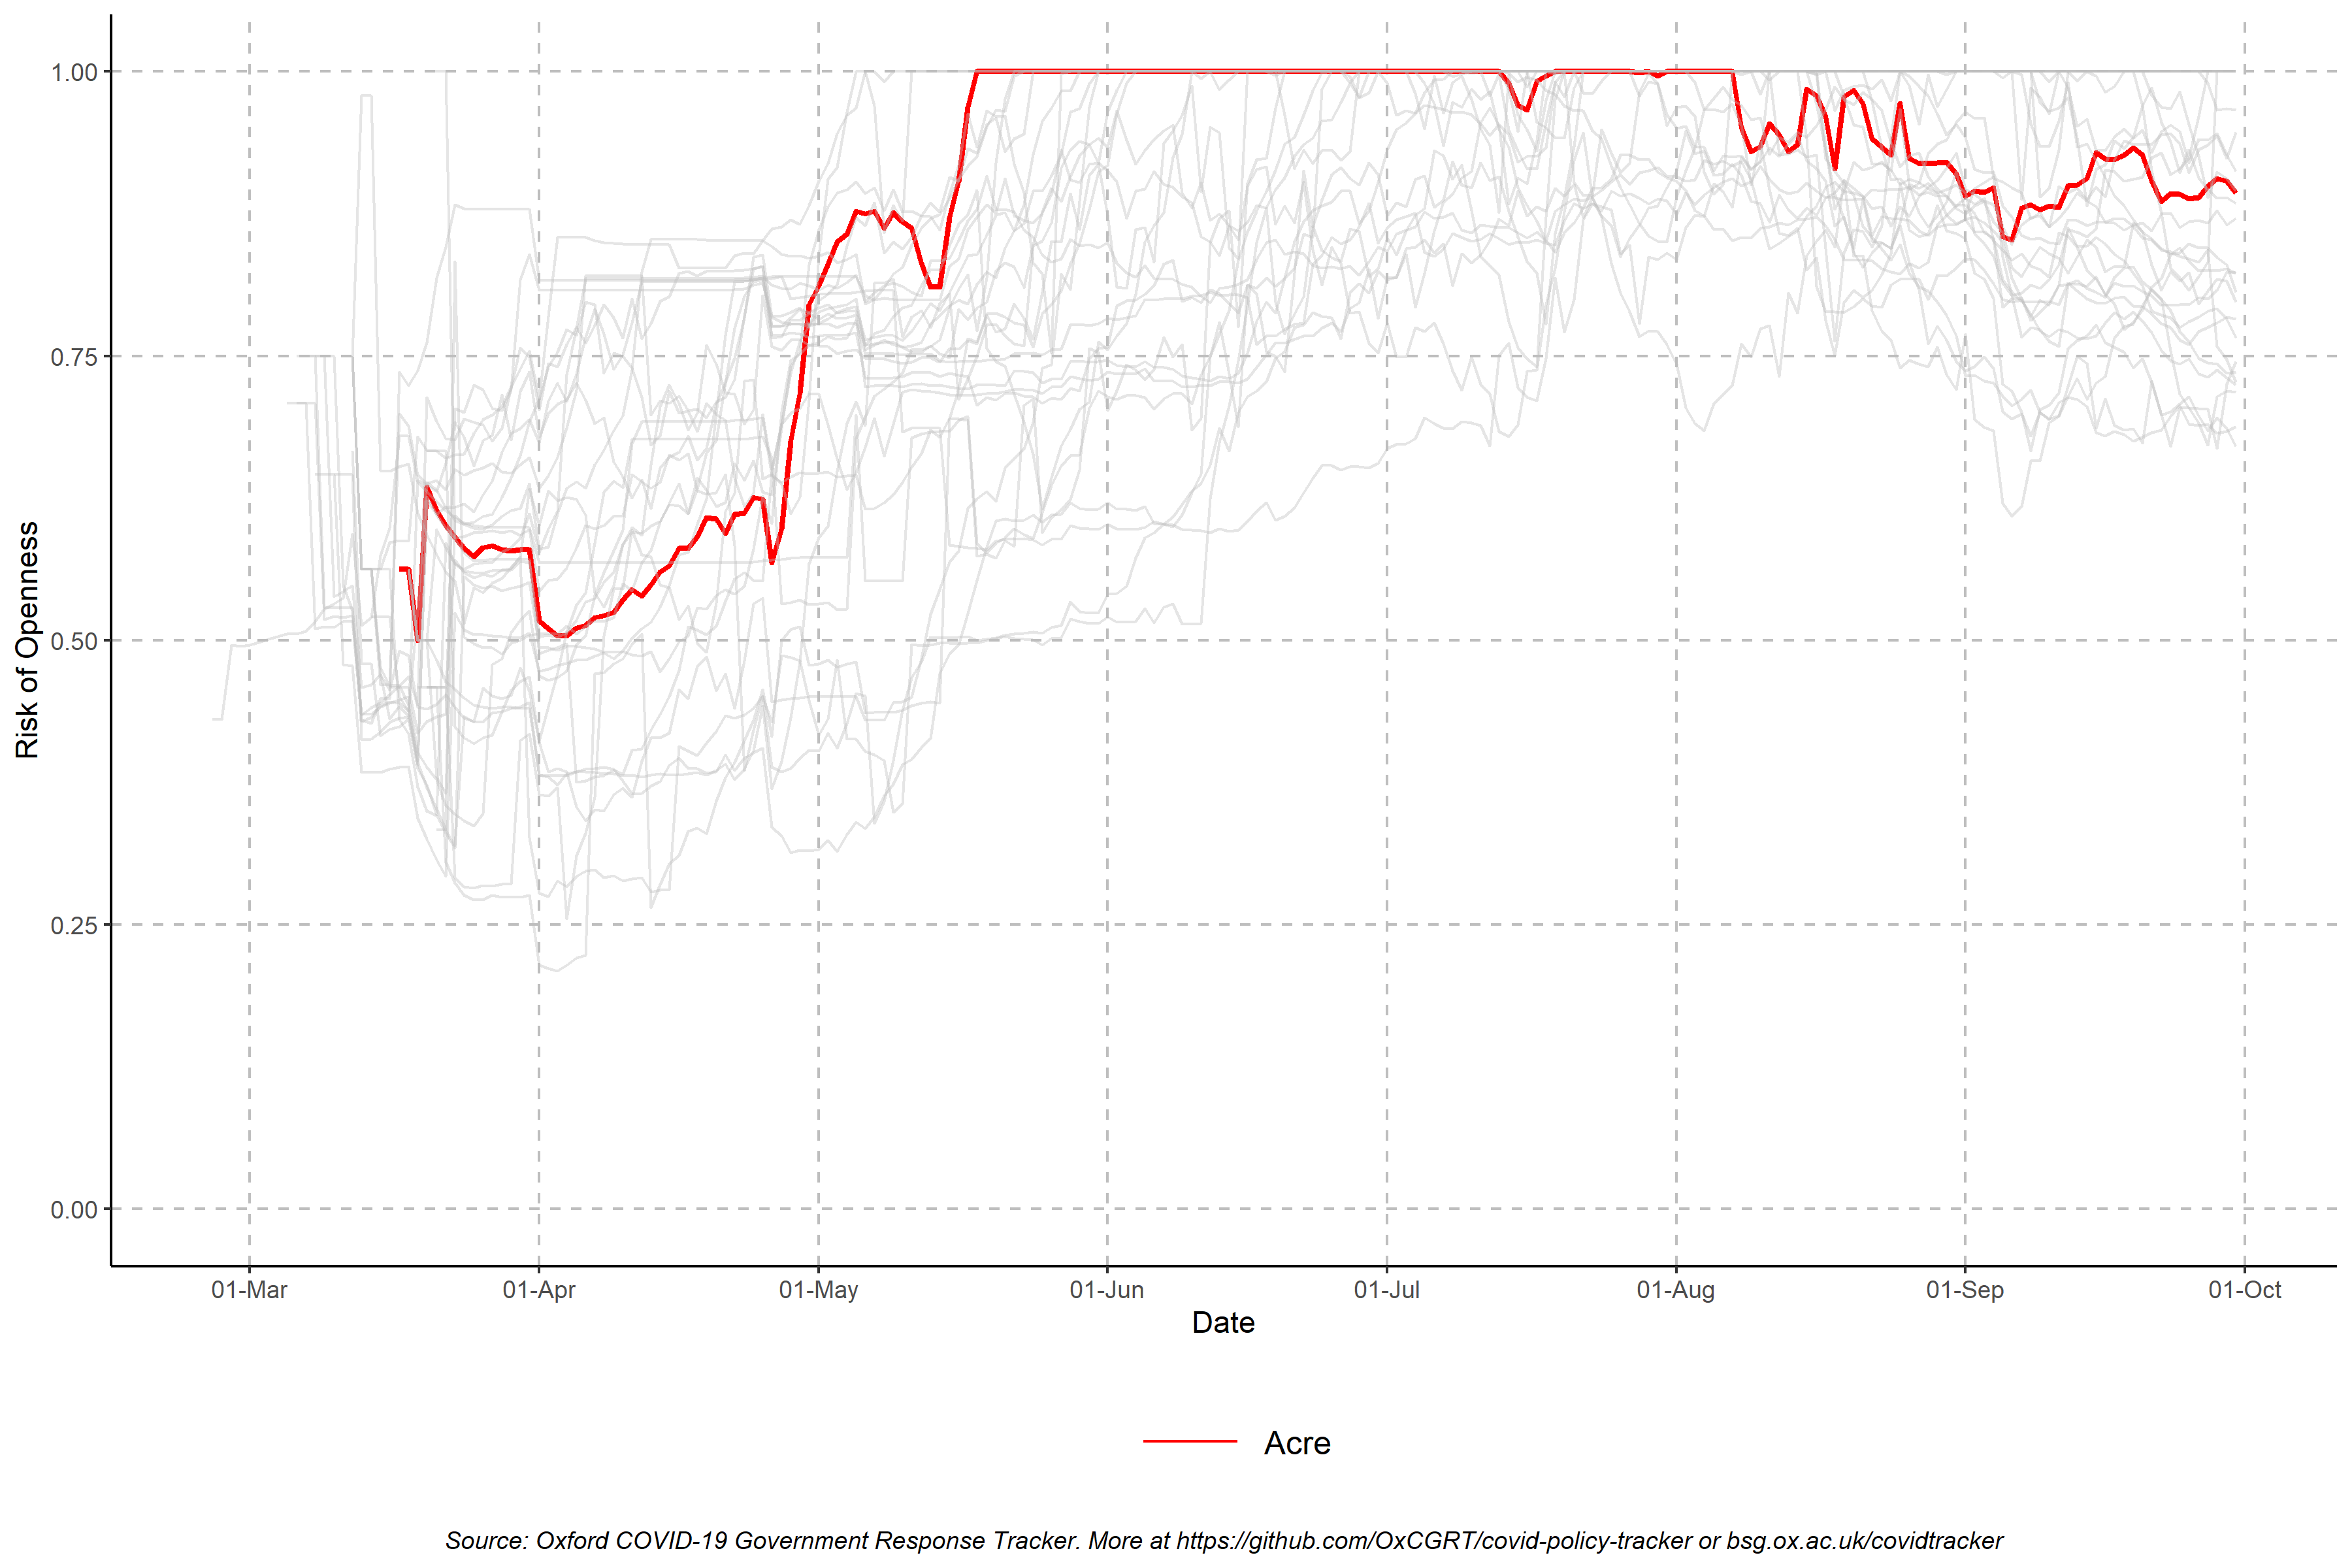 Risk of Openness
1.00
0.75
0.50
0.25
0.00
01-Mar 01-Apr 01-May 01-Jun 01-Jul 01-Aug 01-Sep 01-Oct
Date
Acre
Source: Oxford COVID-19 Government Response Tracker. More at https://github.com/OxCGRT/covid-policy-tracker or bsg.ox.ac.uk/covidtracker